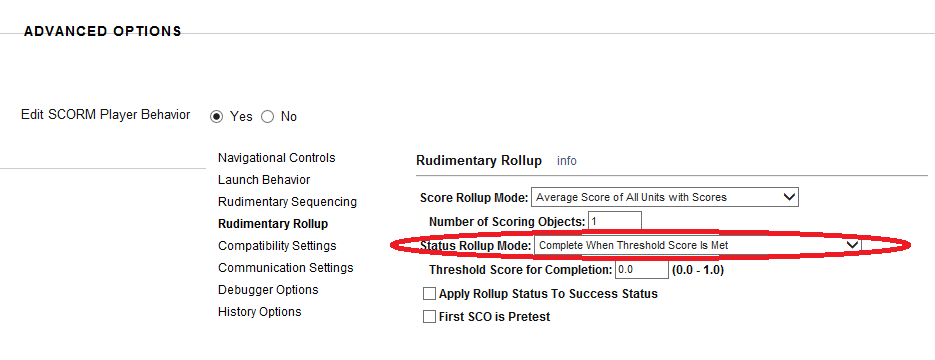 ADVANCED OPTIONS
Edit SCORM Player Behavior Yes No
Navigational Controls
Launch Behavior
Rudimentary Sequencing
Rudimentary Rollup
Compatibility Settings
Communication Settings
Debugger Options
History Options
Rudimentary Rollup info
Score Rollup Mode: Average Score of All Units with Scores
Number of Scoring Objects: 1
Status Rollup Mode: Complete When Threshold Score Is Met
Threshold Score for Completion: 0.0 (0.0 - 1.0)
Apply Rollup Status To Success Status
First SCO is Pretest